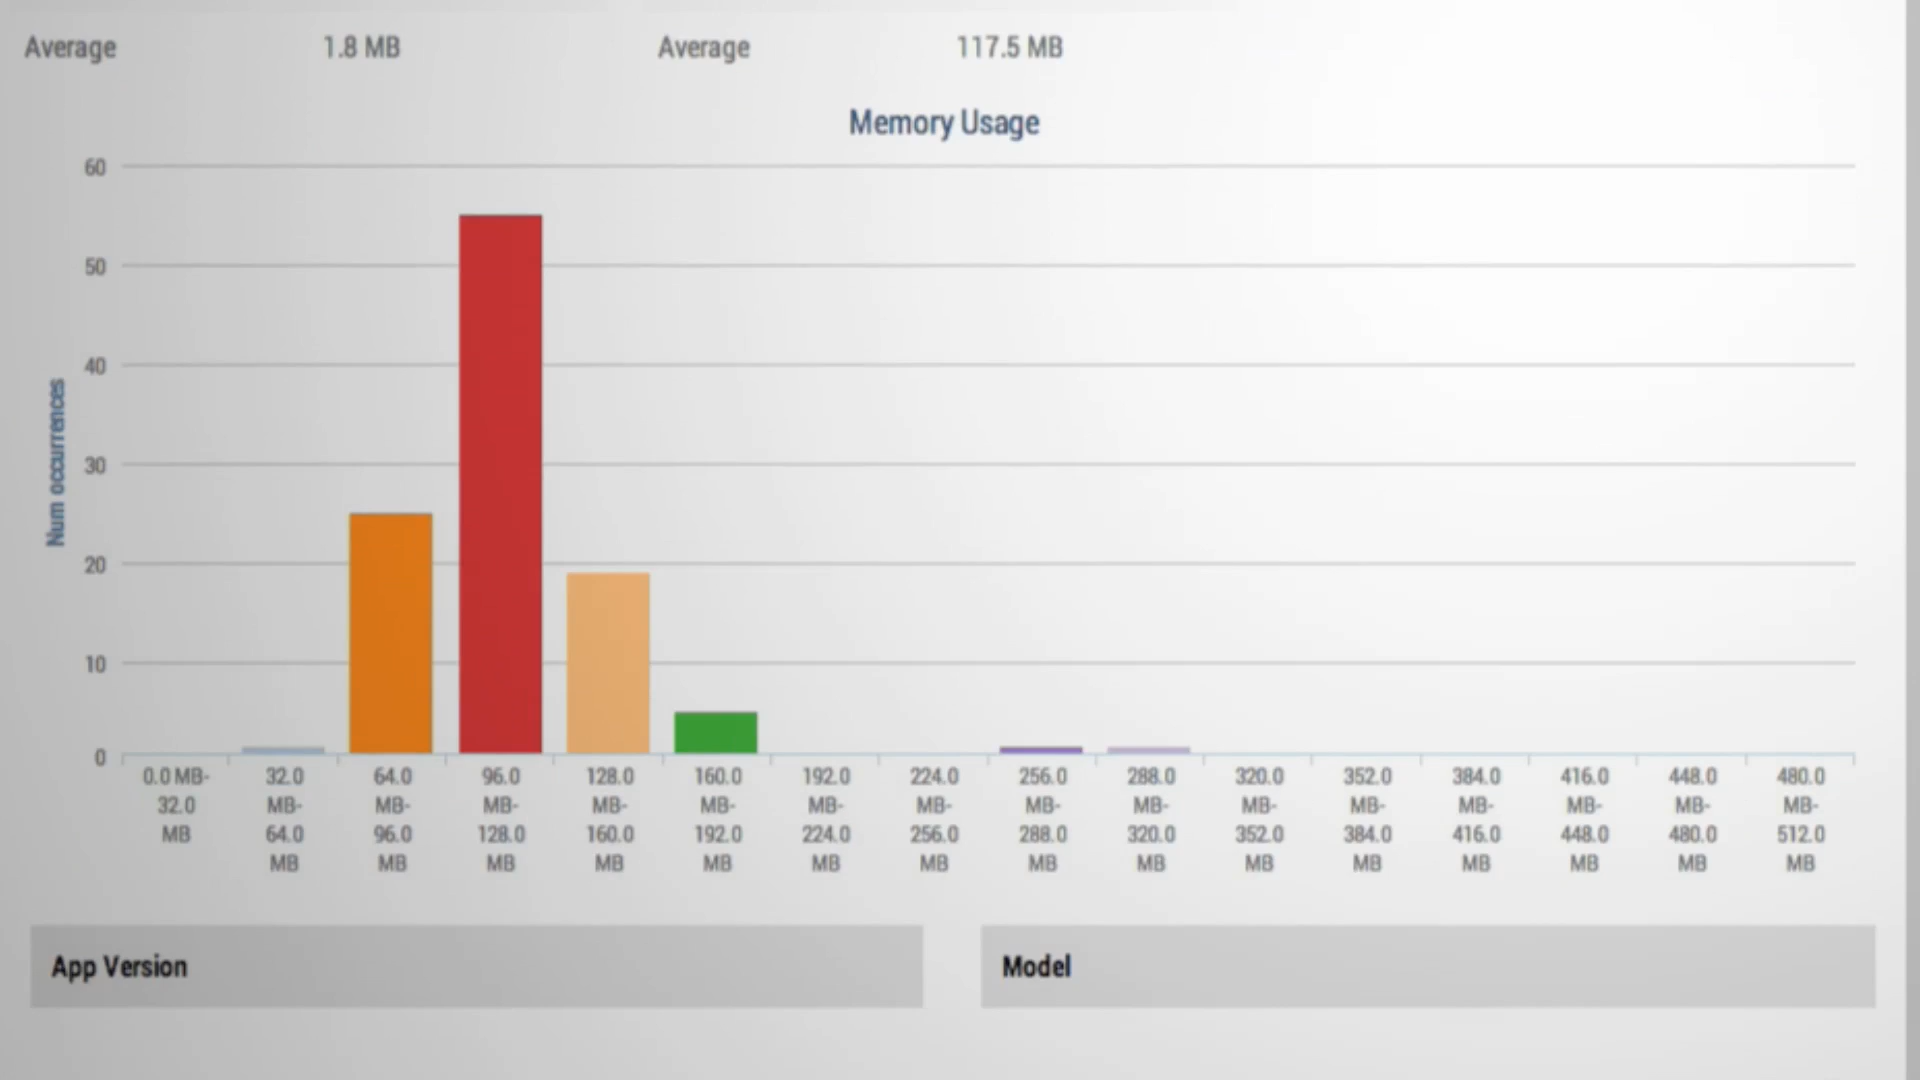 Average 1.8 MB Average 117.5 MB
Memory Usage
60
50
40
30
20
10
0
Num occurrences
0.0 MB-
32.0
MB
32.0
MB-
64.0
MB
64.0
MB-
96.0
MB
96.0
MB-
128.0
MB
128.0
MB-
160.0
MB
160.0
MB-
192.0
MB
192.0
MB-
224.0
MB
224.0
MB-
256.0
MB
256.0
MB-
288.0
MB
288.0
MB-
320.0
MB
320.0
MB-
352.0
MB
352.0
MB-
384.0
MB
384.0
MB-
416.0
MB
416.0
MB-
448.0
MB
448.0
MB-
480.0
MB
480.0
MB-
512.0
MB
App Version
Model